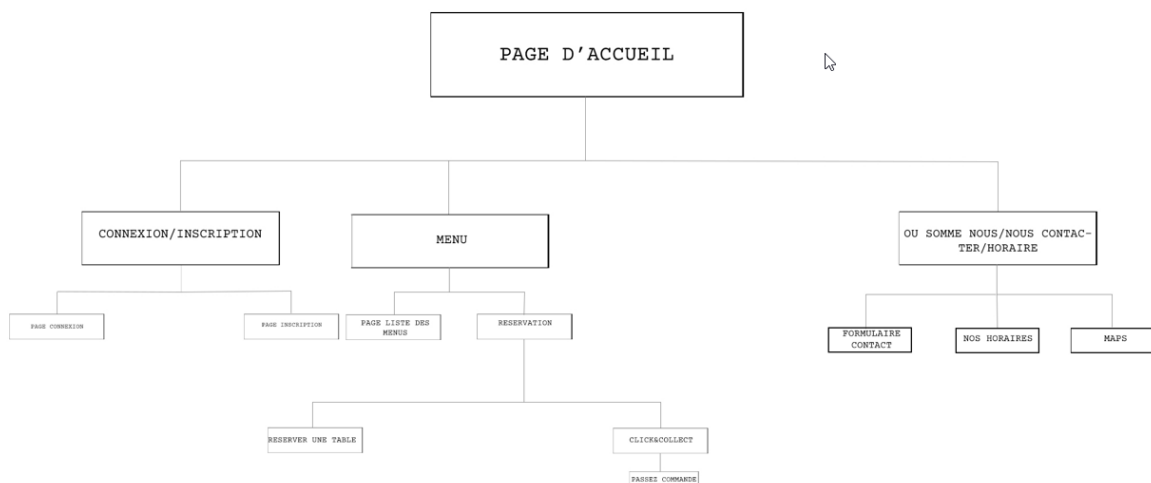 PAGE D'ACCUEIL
CONNEXION/INSCRIPTION
MENU
OU SOMME NOUS/NOUS CONTAC-
TER/HORAIRE
PAGE CONNEXION
PAGE INSCRIPTION
PAGE LISTE DES
MENUS
RESERVATION
FORMULAIRE
CONTACT
NOS HORAIRES
MAPS
RESERVER UNE TABLE
CLICK&COLLECT
PASSEZ COMMANDE